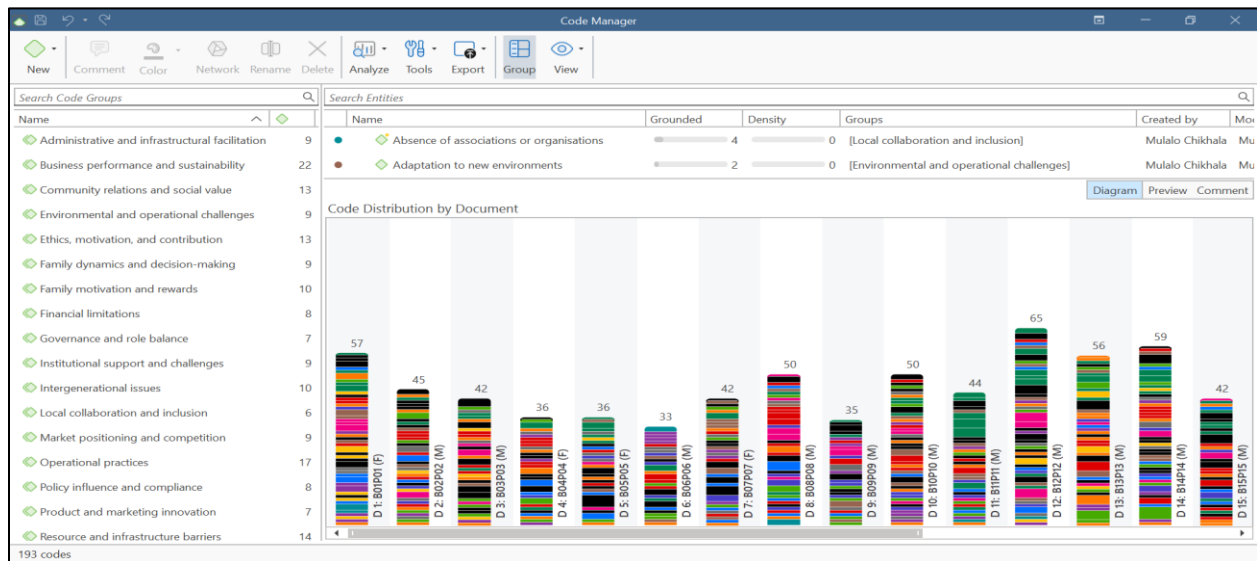 Code Manager
New Comment Color Network Rename Delete Analyze Tools Export Group View
Search Code Groups
Name
Administrative and infrastructural facilitation 9
Business performance and sustainability 22
Community relations and social value 13
Environmental and operational challenges 9
Ethics, motivation, and contribution 13
Family dynamics and decision-making 9
Family motivation and rewards 10
Financial limitations 8
Governance and role balance 7
Institutional support and challenges 9
Intergenerational issues 10
Local collaboration and inclusion 6
Market positioning and competition 9
Operational practices 17
Policy influence and compliance 8
Product and marketing innovation 7
Resource and infrastructure barriers 14
193 codes
Search Entities
Name Grounded Density Groups Created by Mo
Absence of associations or organisations 4 0 [Local collaboration and inclusion] Mulalo Chikhala Mu
Adaptation to new environments 2 0 [Environmental and operational challenges] Mulalo Chikhala Mu
Diagram Preview Comment
Code Distribution by Document
57
D 1: B01P01 (F)
45
D 2: B02P02 (M)
42
D 3: B03P03 (M)
36
D 4: B04P04 (F)
36
D 5: B05P05 (F)
33
D 6: B06P06 (M)
42
D 7: B07P07 (F)
50
D 8: B08P08 (M)
35
D 9: B09P09 (M)
50
D 10: B10P10 (M)
44
D 11: B11P11 (M)
65
D 12: B12P12 (M)
56
D 13: B13P13 (M)
59
D 14: B14P14 (M)
42
D 15: B15P15 (M)